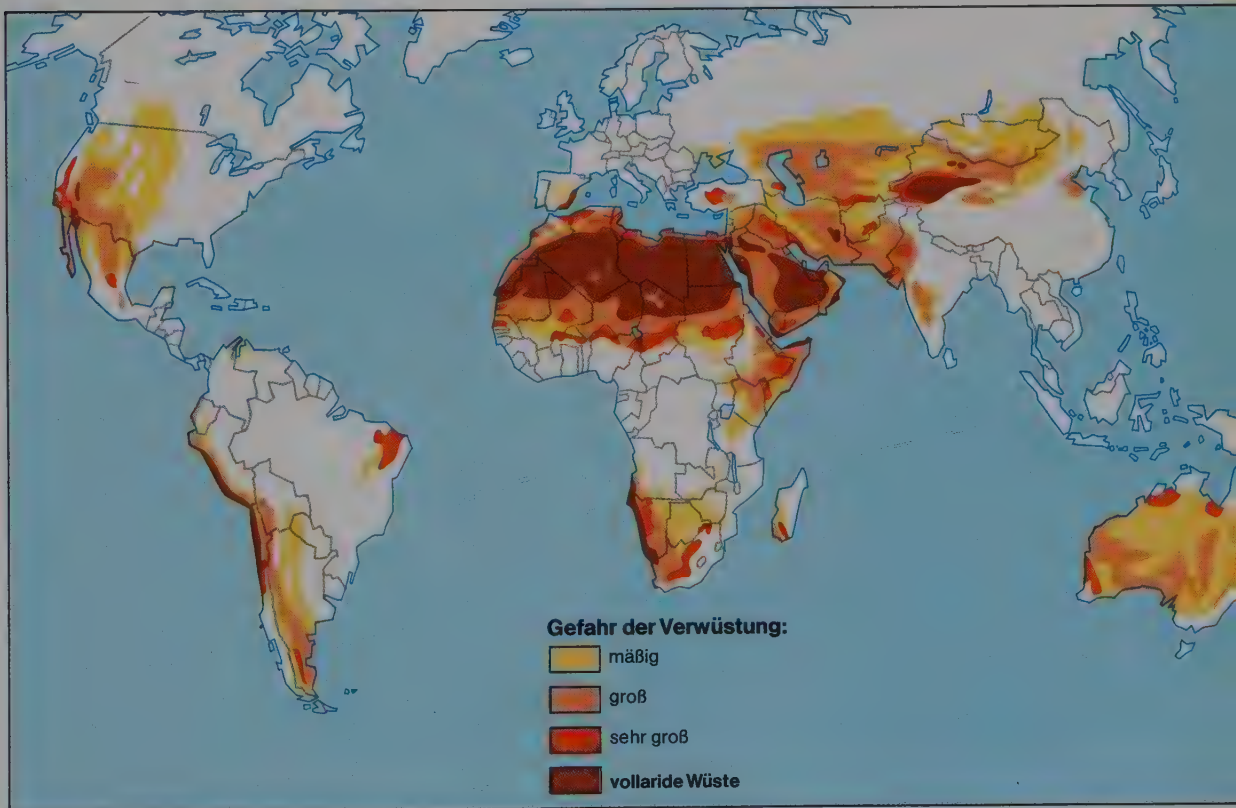 Gefahr der Verwüstung:
mäßig
groß
sehr groß
vollaride Wüste